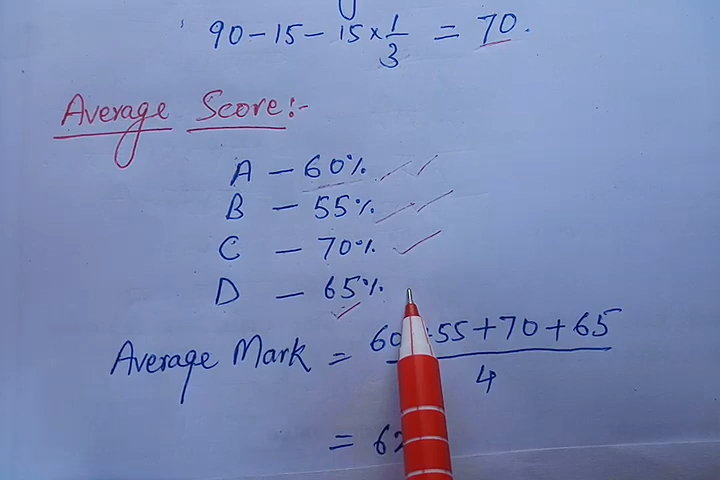 90 - 15 - 15 × 1/3 = 70.
Average Score:-
A - 60%
B - 55%
C - 70%
D - 65%
Average Mark = 60 + 55 + 70 + 65 / 4
= 62